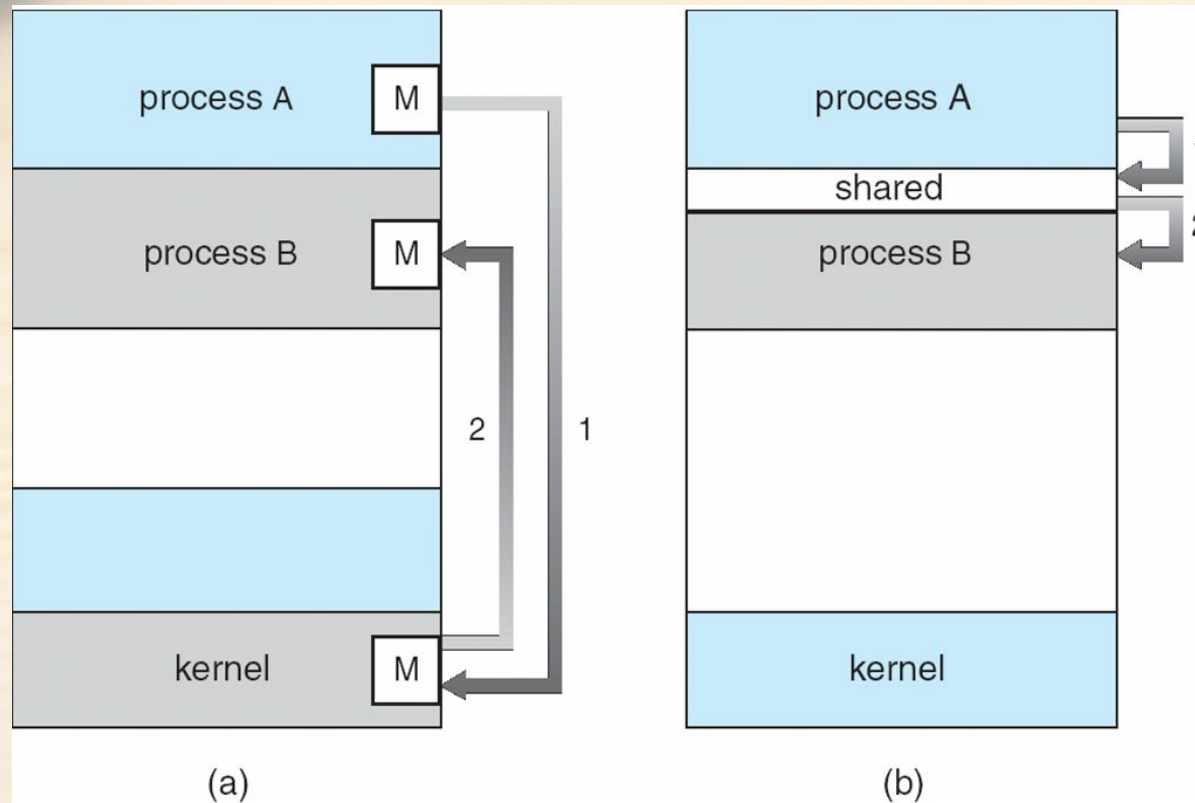 process A
M
process B
M
2
1
kernel
M
(a)
process A
shared
process B
2
kernel
(b)